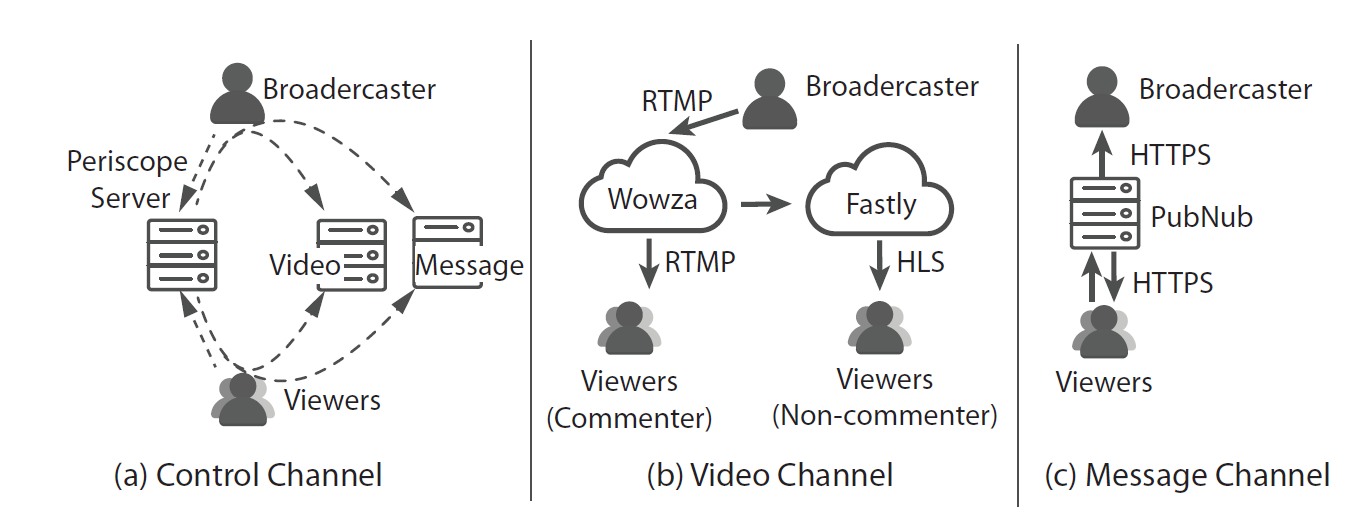 Broadercaster
Periscope
Server
Video
Message
Viewers
(a) Control Channel
RTMP
Broadercaster
Wowza
Fastly
RTMP
HLS
Viewers
(Commenter)
Viewers
(Non-commenter)
(b) Video Channel
Broadercaster
HTTPS
PubNub
HTTPS
Viewers
(c) Message Channel